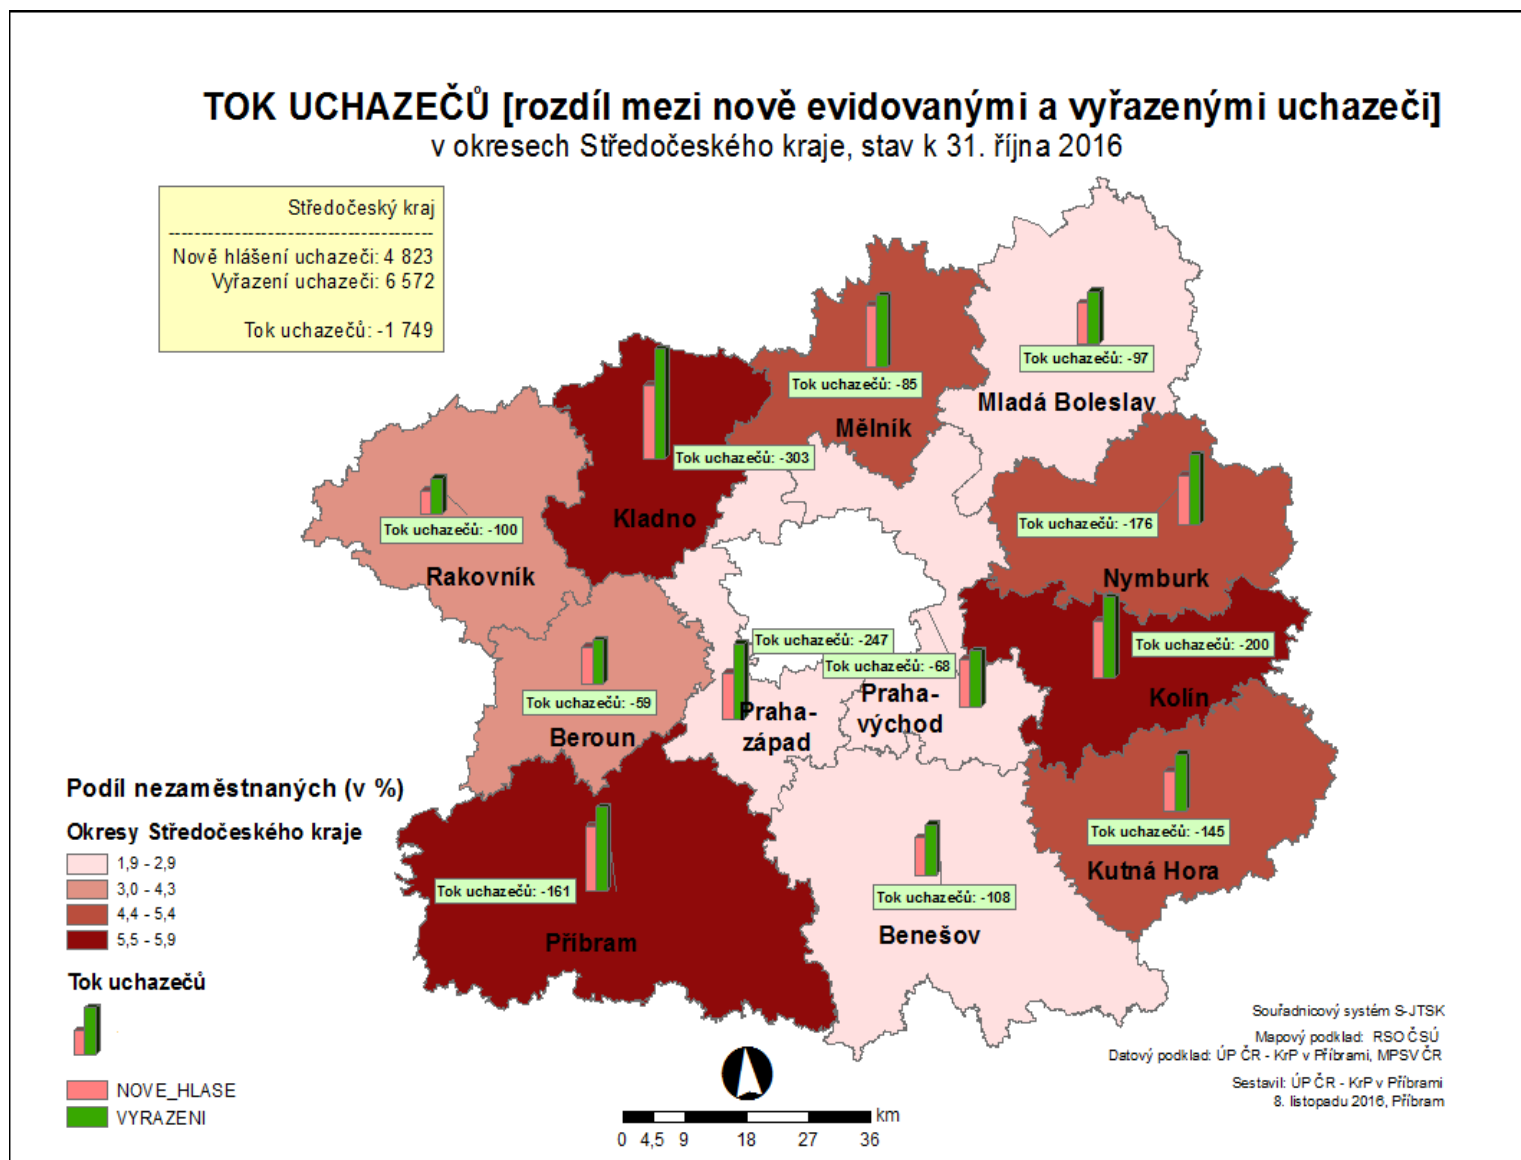 TOK UCHAZEČŮ [rozdíl mezi nově evidovanými a vyřazenými uchazeči]
v okresech Středočeského kraje, stav k 31. října 2016
Středočeský kraj
----------------------------------------
Nově hlášení uchazeči: 4 823
Vyřazení uchazeči: 6 572
Tok uchazečů: -1 749
Tok uchazečů: -97
Mladá Boleslav
Tok uchazečů: -85
Mělník
Tok uchazečů: -303
Kladno
Tok uchazečů: -100
Rakovník
Tok uchazečů: -176
Nymburk
Tok uchazečů: -247
Praha-
západ
Tok uchazečů: -68
Praha-
východ
Tok uchazečů: -200
Kolín
Tok uchazečů: -59
Beroun
Tok uchazečů: -145
Kutná Hora
Tok uchazečů: -161
Příbram
Tok uchazečů: -108
Benešov
Podíl nezaměstnaných (v %)
Okresy Středočeského kraje
1,9 - 2,9
3,0 - 4,3
4,4 - 5,4
5,5 - 5,9
Tok uchazečů
NOVE_HLASE
VYRAZENI
km
0 4,5 9 18 27 36
Souřadnicový systém S-JTSK
Mapový podklad: RSO ČSÚ
Datový podklad: ÚP ČR - KrP v Příbrami, MPSV ČR
Sestavil: ÚP ČR - KrP v Příbrami
8. listopadu 2016, Příbram